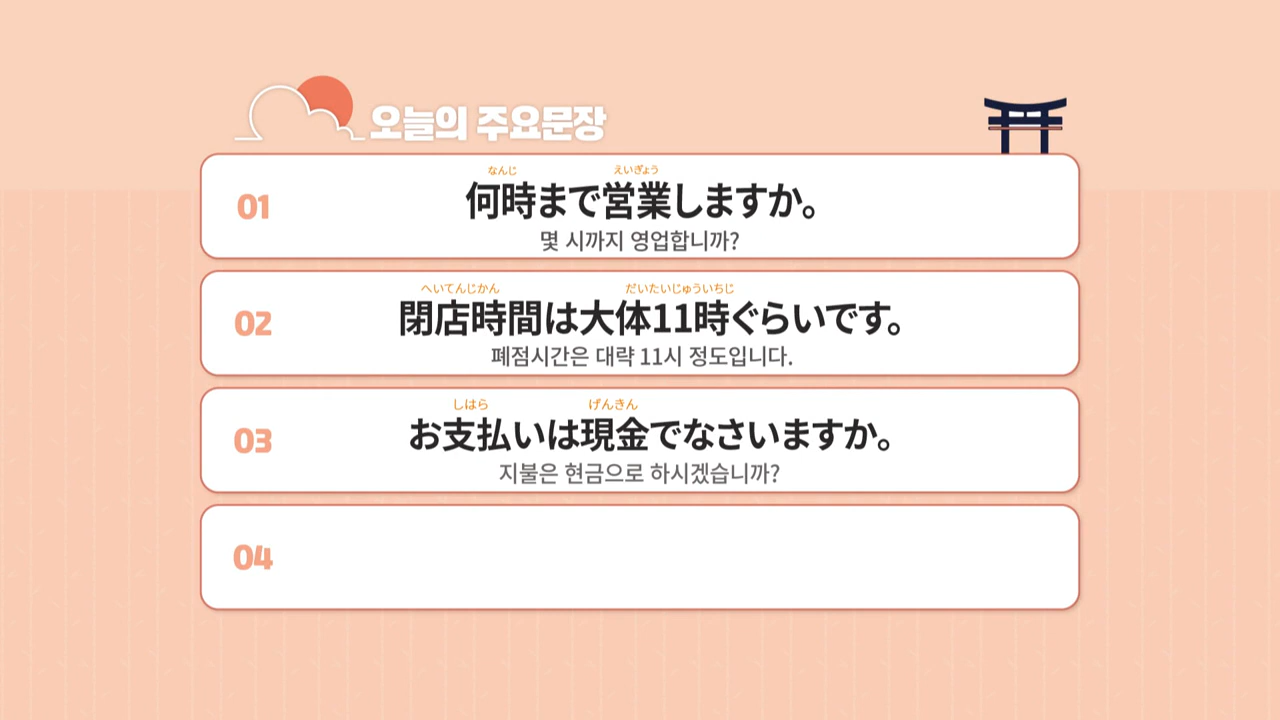 오늘의 주요문장
01
なんじ えいぎょう
何時まで営業しますか。
몇 시까지 영업합니까?
02
へいてんじかん だいたいじゅういちじ
閉店時間は大体11時ぐらいです。
폐점시간은 대략 11시 정도입니다.
03
しはら げんきん
お支払いは現金でなさいますか。
지불은 현금으로 하시겠습니까?
04